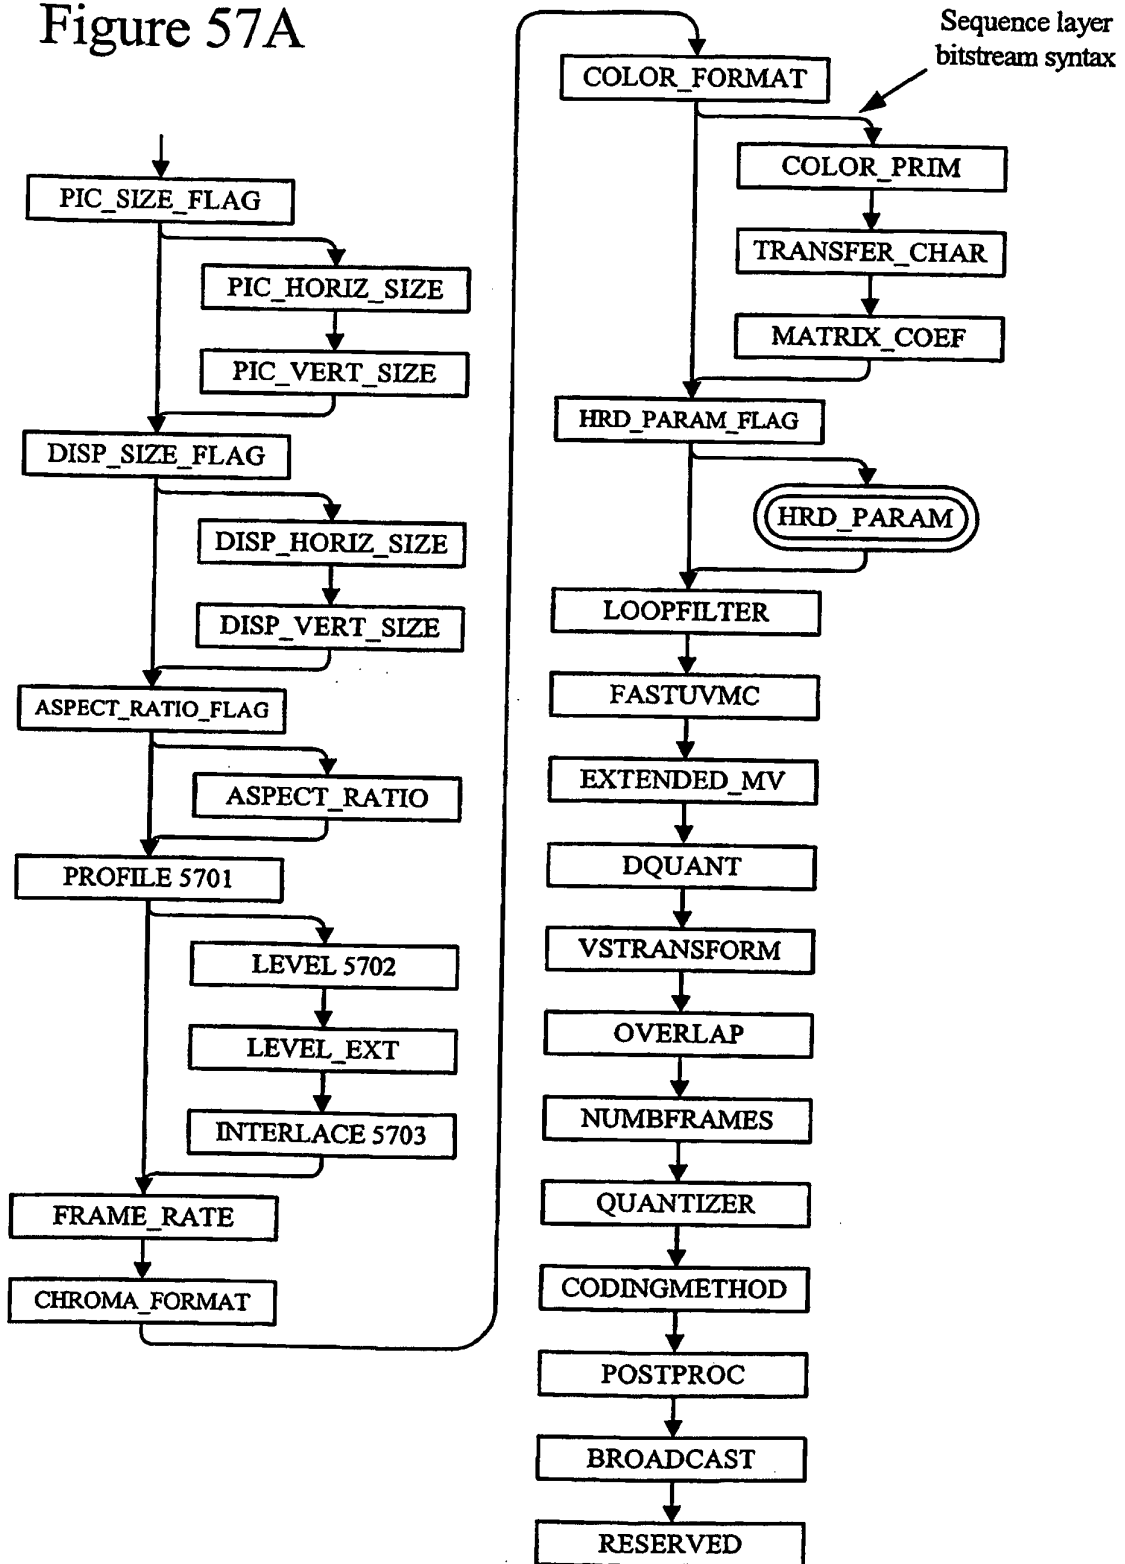 Figure 57A
Sequence layer
bitstream syntax
PIC_SIZE_FLAG
PIC_HORIZ_SIZE
PIC_VERT_SIZE
DISP_SIZE_FLAG
DISP_HORIZ_SIZE
DISP_VERT_SIZE
ASPECT_RATIO_FLAG
ASPECT_RATIO
PROFILE 5701
LEVEL 5702
LEVEL_EXT
INTERLACE 5703
FRAME_RATE
CHROMA_FORMAT
COLOR_FORMAT
COLOR_PRIM
TRANSFER_CHAR
MATRIX_COEF
HRD_PARAM_FLAG
HRD_PARAM
LOOPFILTER
FASTUVMC
EXTENDED_MV
DQUANT
VSTRANSFORM
OVERLAP
NUMBFRAMES
QUANTIZER
CODINGMETHOD
POSTPROC
BROADCAST
RESERVED